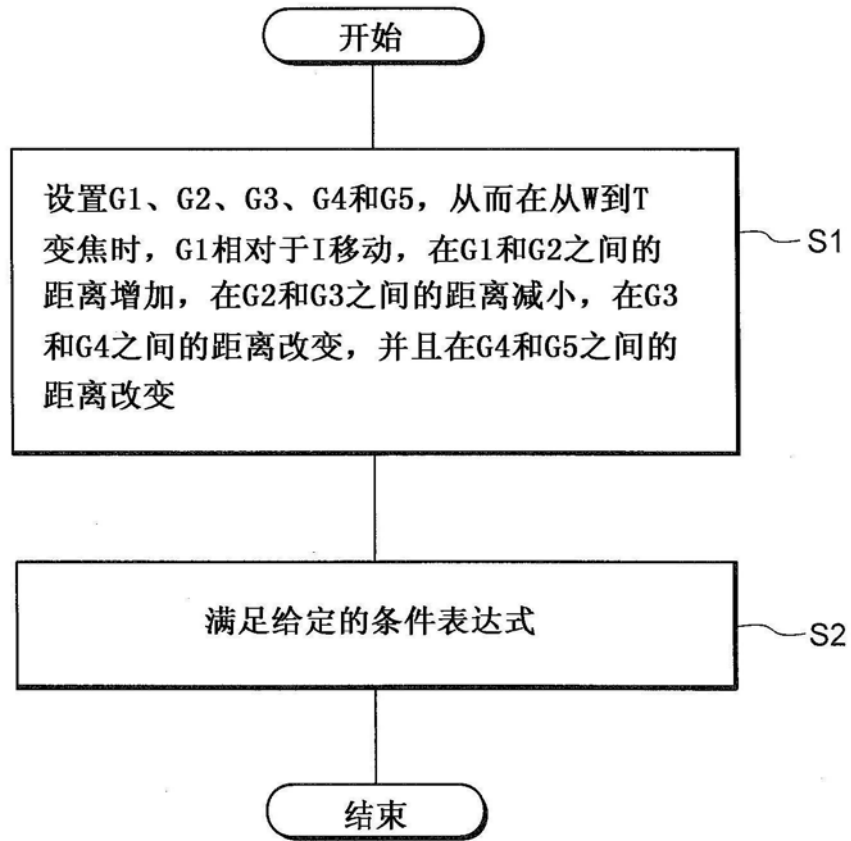 开始
设置G1、G2、G3、G4和G5，从而在从W到T
变焦时，G1相对于I移动，在G1和G2之间的
距离增加，在G2和G3之间的距离减小，在G3
和G4之间的距离改变，并且在G4和G5之间的
距离改变
S1
满足给定的条件表达式
S2
结束